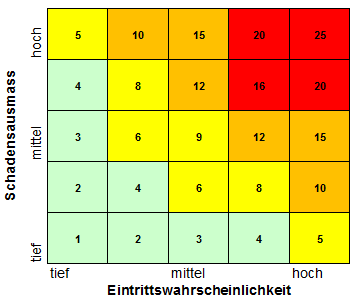 Schadensausmass
hoch
mittel
tief
5 10 15 20 25
4 8 12 16 20
3 6 9 12 15
2 4 6 8 10
1 2 3 4 5
tief mittel hoch
Eintrittswahrscheinlichkeit